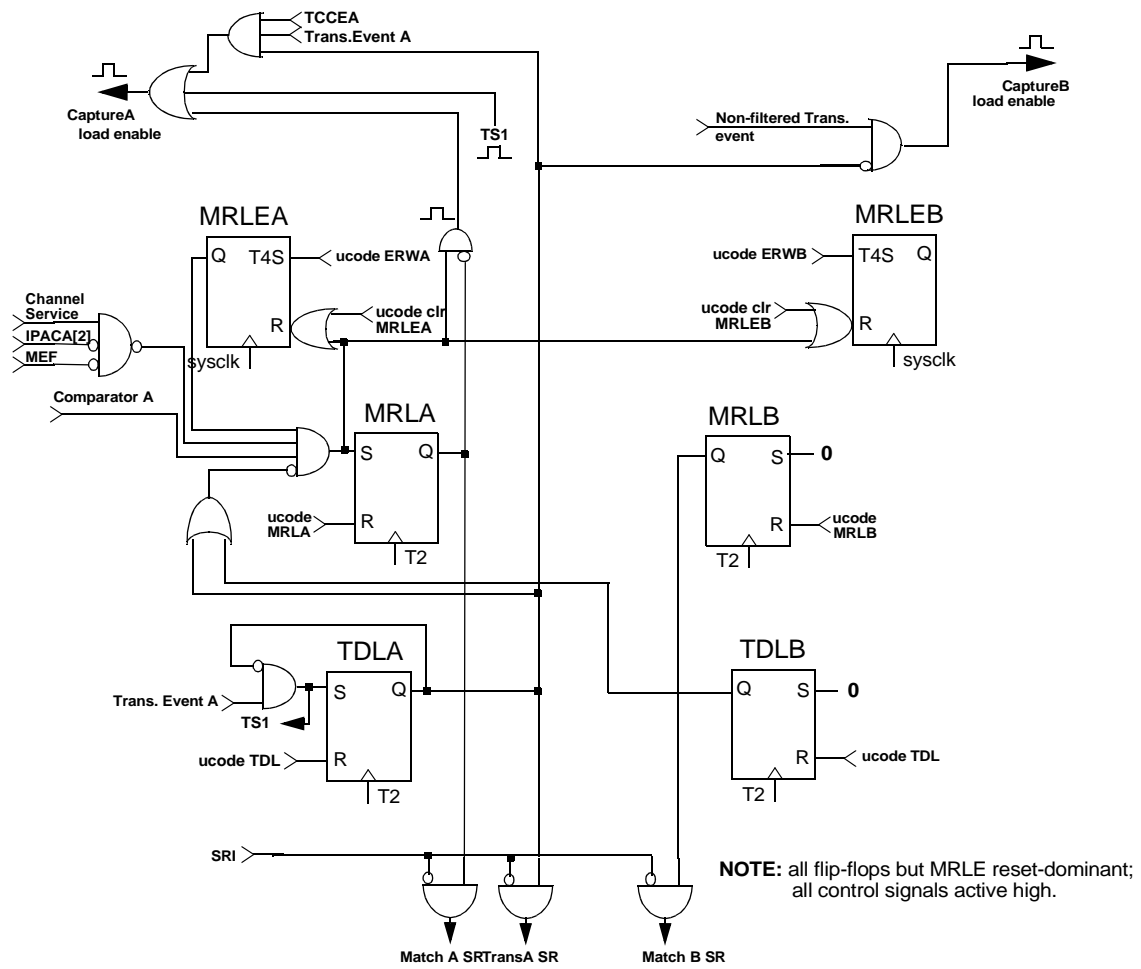 TCCEA
Trans.Event A
CaptureA
load enable
TS1
Non-filtered Trans.
event
CaptureB
load enable
MRLEA
Q
T4S
R
sysclk
ucode ERWA
ucode clr
MRLEA
MRLEB
ucode ERWB
T4S
Q
ucode clr
MRLEB
R
sysclk
Channel
Service
IPACA[2]
MEF
Comparator A
MRLA
S
Q
ucode
MRLA
R
T2
MRLB
Q
S
0
R
ucode
MRLB
T2
TDLA
S
Q
Trans. Event A
TS1
ucode TDL
R
T2
TDLB
Q
S
0
R
ucode TDL
T2
SRI
Match A SR
TransA SR
Match B SR
NOTE: all flip-flops but MRLE reset-dominant;
all control signals active high.